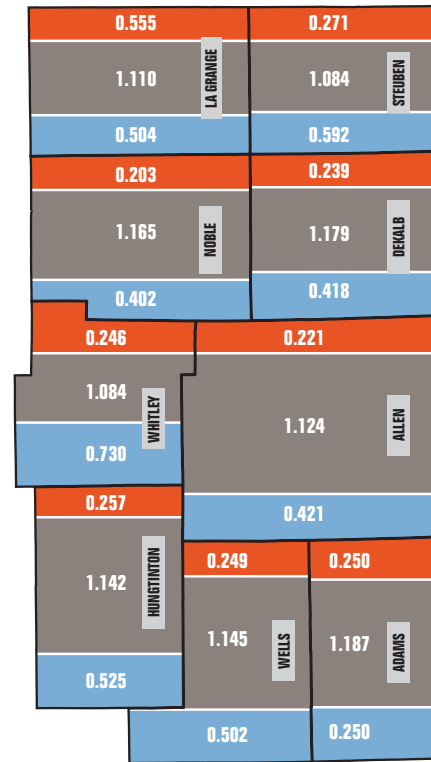 0.555 0.271
1.110 LA GRANGE 1.084 STEUBEN
0.504 0.592
0.203 0.239
1.165 NOBLE 1.179 DEKALB
0.402 0.418
0.246 0.221
1.084 WHITLEY 1.124 ALLEN
0.730
0.257 0.421
1.142 HUNGTINTON
0.249 0.250
1.145 WELLS 1.187 ADAMS
0.525
0.502 0.250